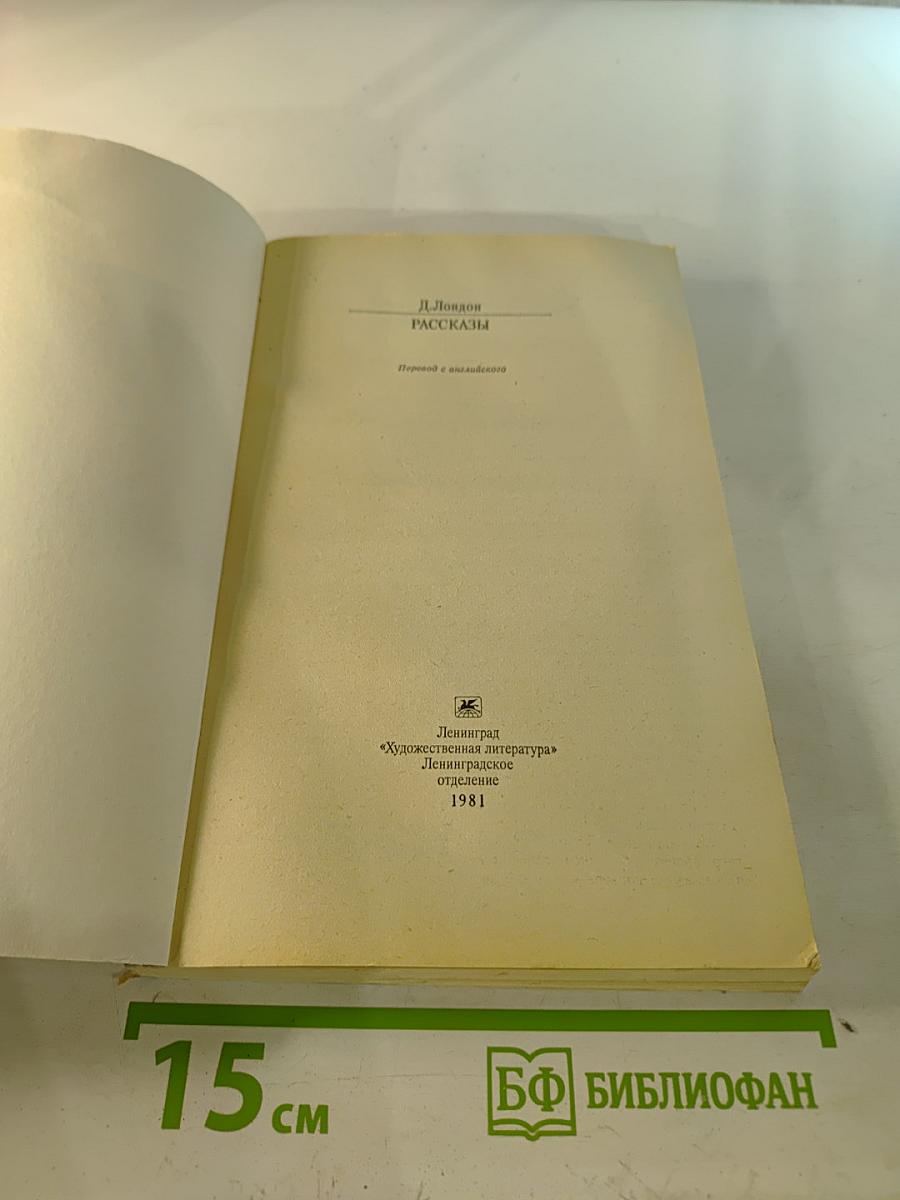 Д.Лондон
РАССКАЗЫ
Перевод с английского
Ленинград
«Художественная литература»
Ленинградское
отделение
1981
15 см
БФ БИБЛИОФАН